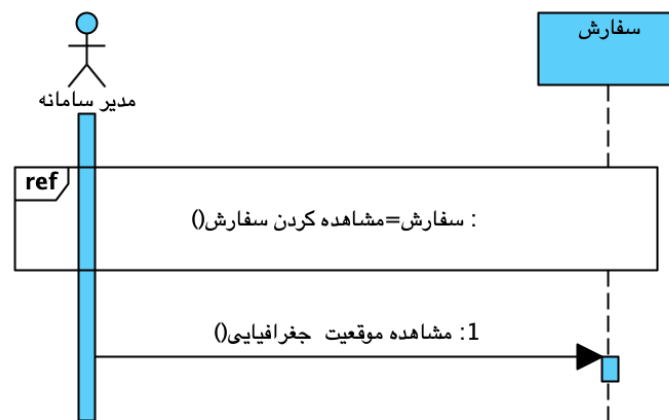 سفارش
مدیر سامانه
ref
: سفارش=مشاهده کردن سفارش()
1: مشاهده موقعیت جغرافیایی()